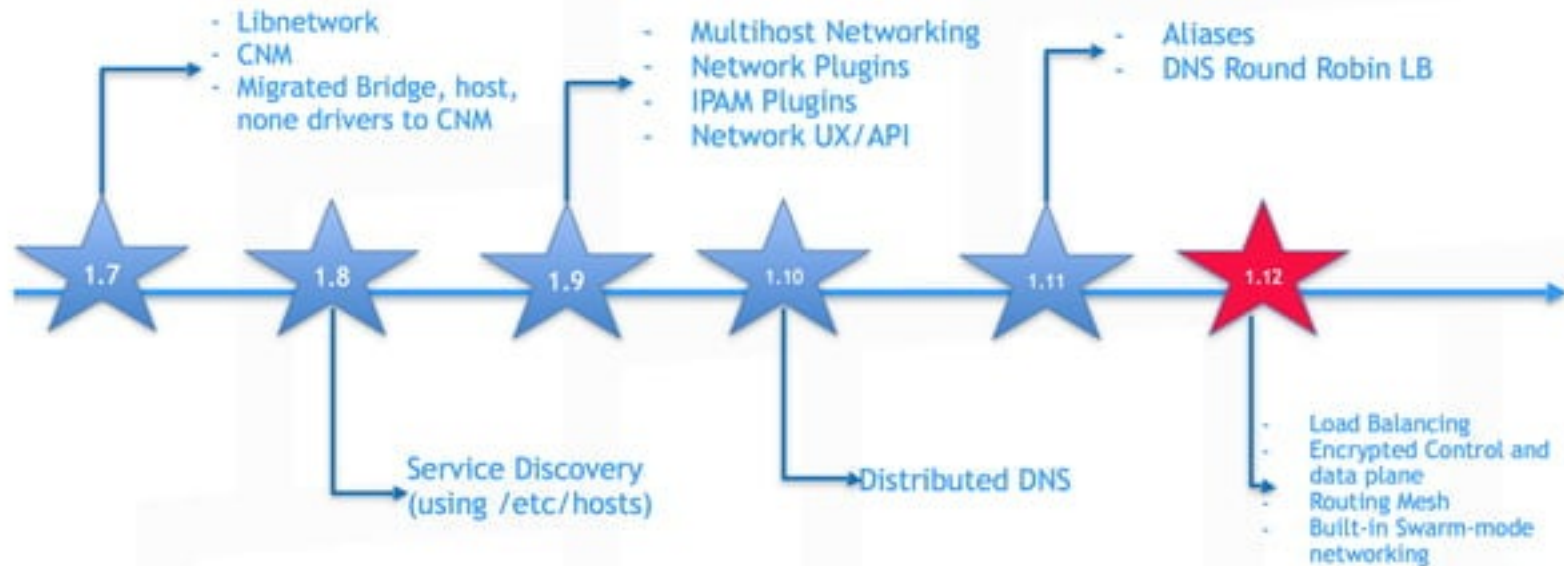 - Libnetwork
- CNM
- Migrated Bridge, host,
none drivers to CNM
- Multihost Networking
- Network Plugins
- IPAM Plugins
- Network UX/API
- Aliases
- DNS Round Robin LB
1.7
1.8
1.9
1.10
1.11
1.12
Service Discovery
(using /etc/hosts)
Distributed DNS
- Load Balancing
- Encrypted Control and
data plane
- Routing Mesh
- Built-in Swarm-mode
networking